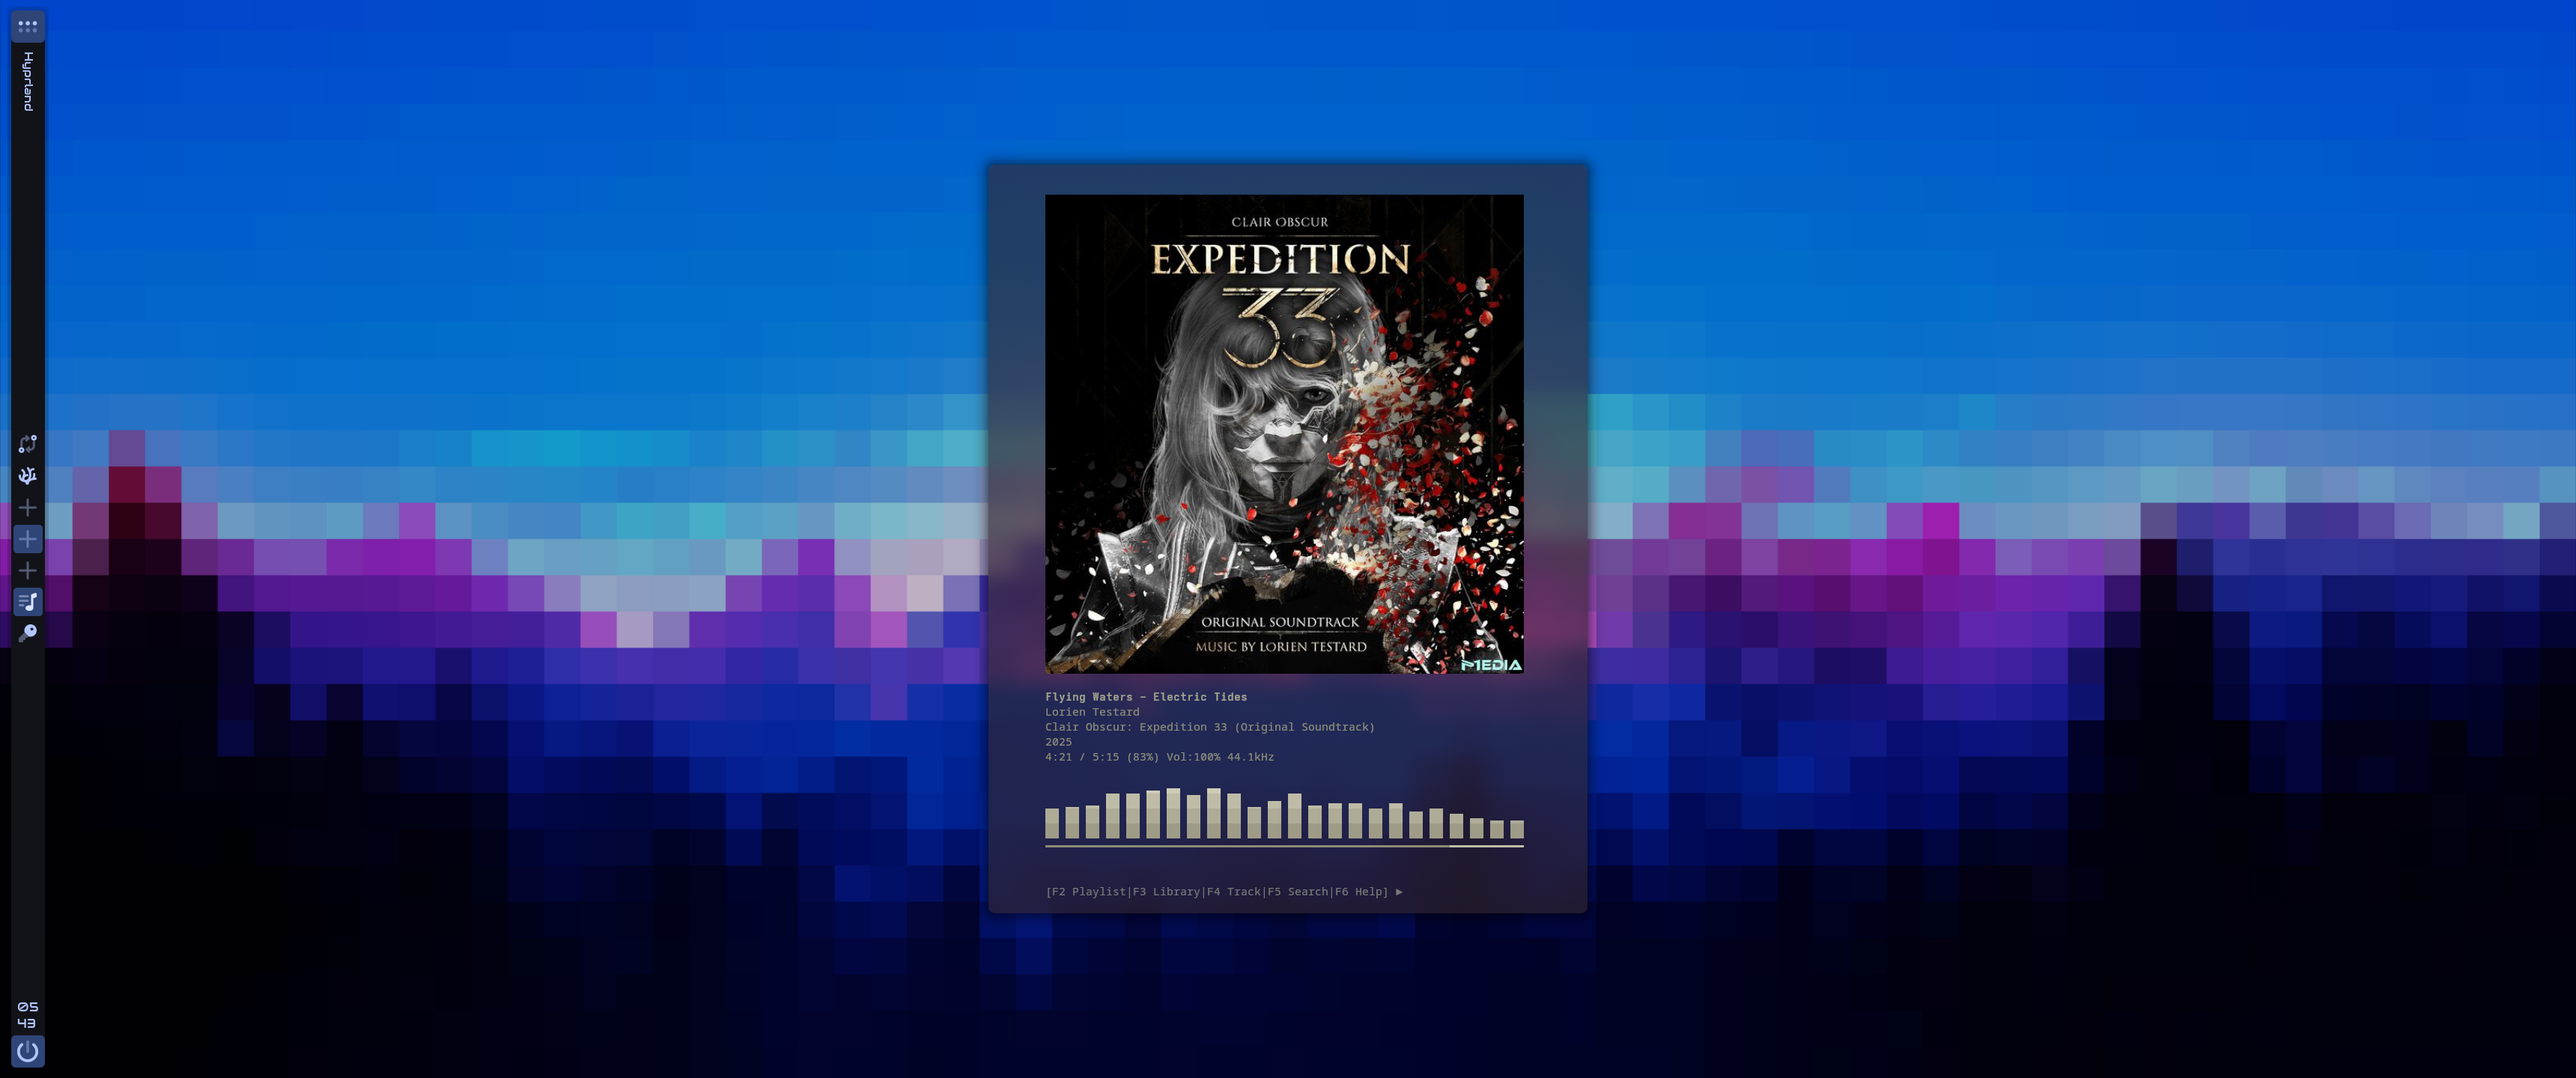 Hyprland
05
43
CLAIR OBSCUR
EXPEDITION
33
ORIGINAL SOUNDTRACK
MUSIC BY LORIEN TESTARD
MEDIA
Flying Waters - Electric Tides
Lorien Testard
Clair Obscur: Expedition 33 (Original Soundtrack)
2025
4:21 / 5:15 (83%) Vol:100% 44.1kHz
[F2 Playlist|F3 Library|F4 Track|F5 Search|F6 Help] ▶